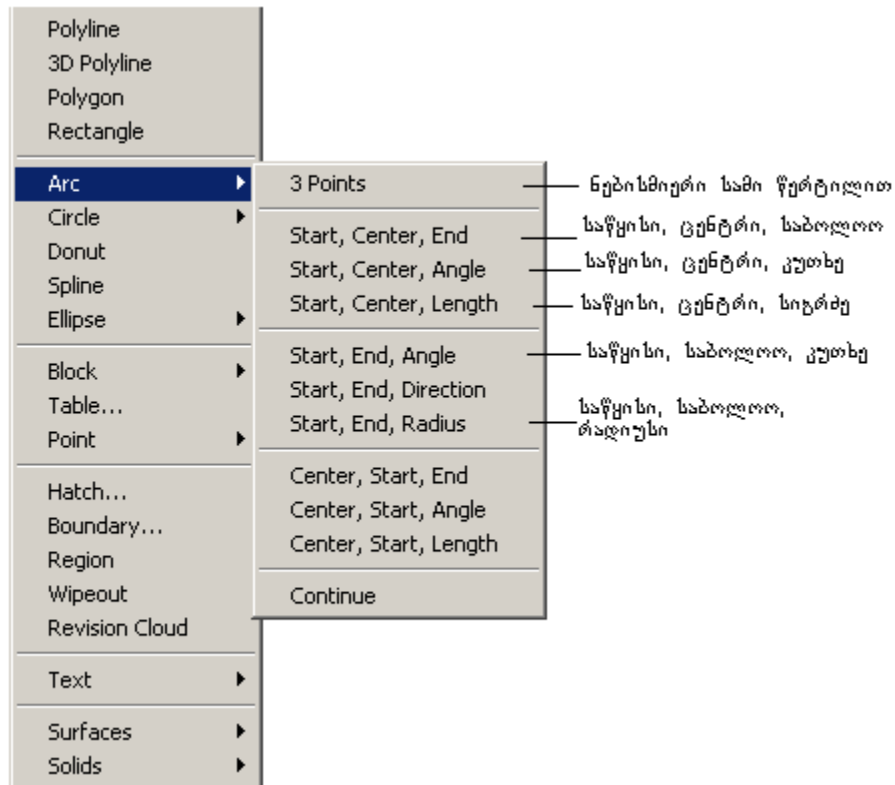 Polyline
3D Polyline
Polygon
Rectangle
Arc
Circle
Donut
Spline
Ellipse
Block
Table...
Point
Hatch...
Boundary...
Region
Wipeout
Revision Cloud
Text
Surfaces
Solids
3 Points
Start, Center, End
Start, Center, Angle
Start, Center, Length
Start, End, Angle
Start, End, Direction
Start, End, Radius
Center, Start, End
Center, Start, Angle
Center, Start, Length
Continue
ნებისმიერი სამი წერტილით
საწყისი, ცენტრი, საბოლოო
საწყისი, ცენტრი, კუთხე
საწყისი, ცენტრი, სიგრძე
საწყისი, საბოლოო, კუთხე
საწყისი, საბოლოო,
რადიუსი